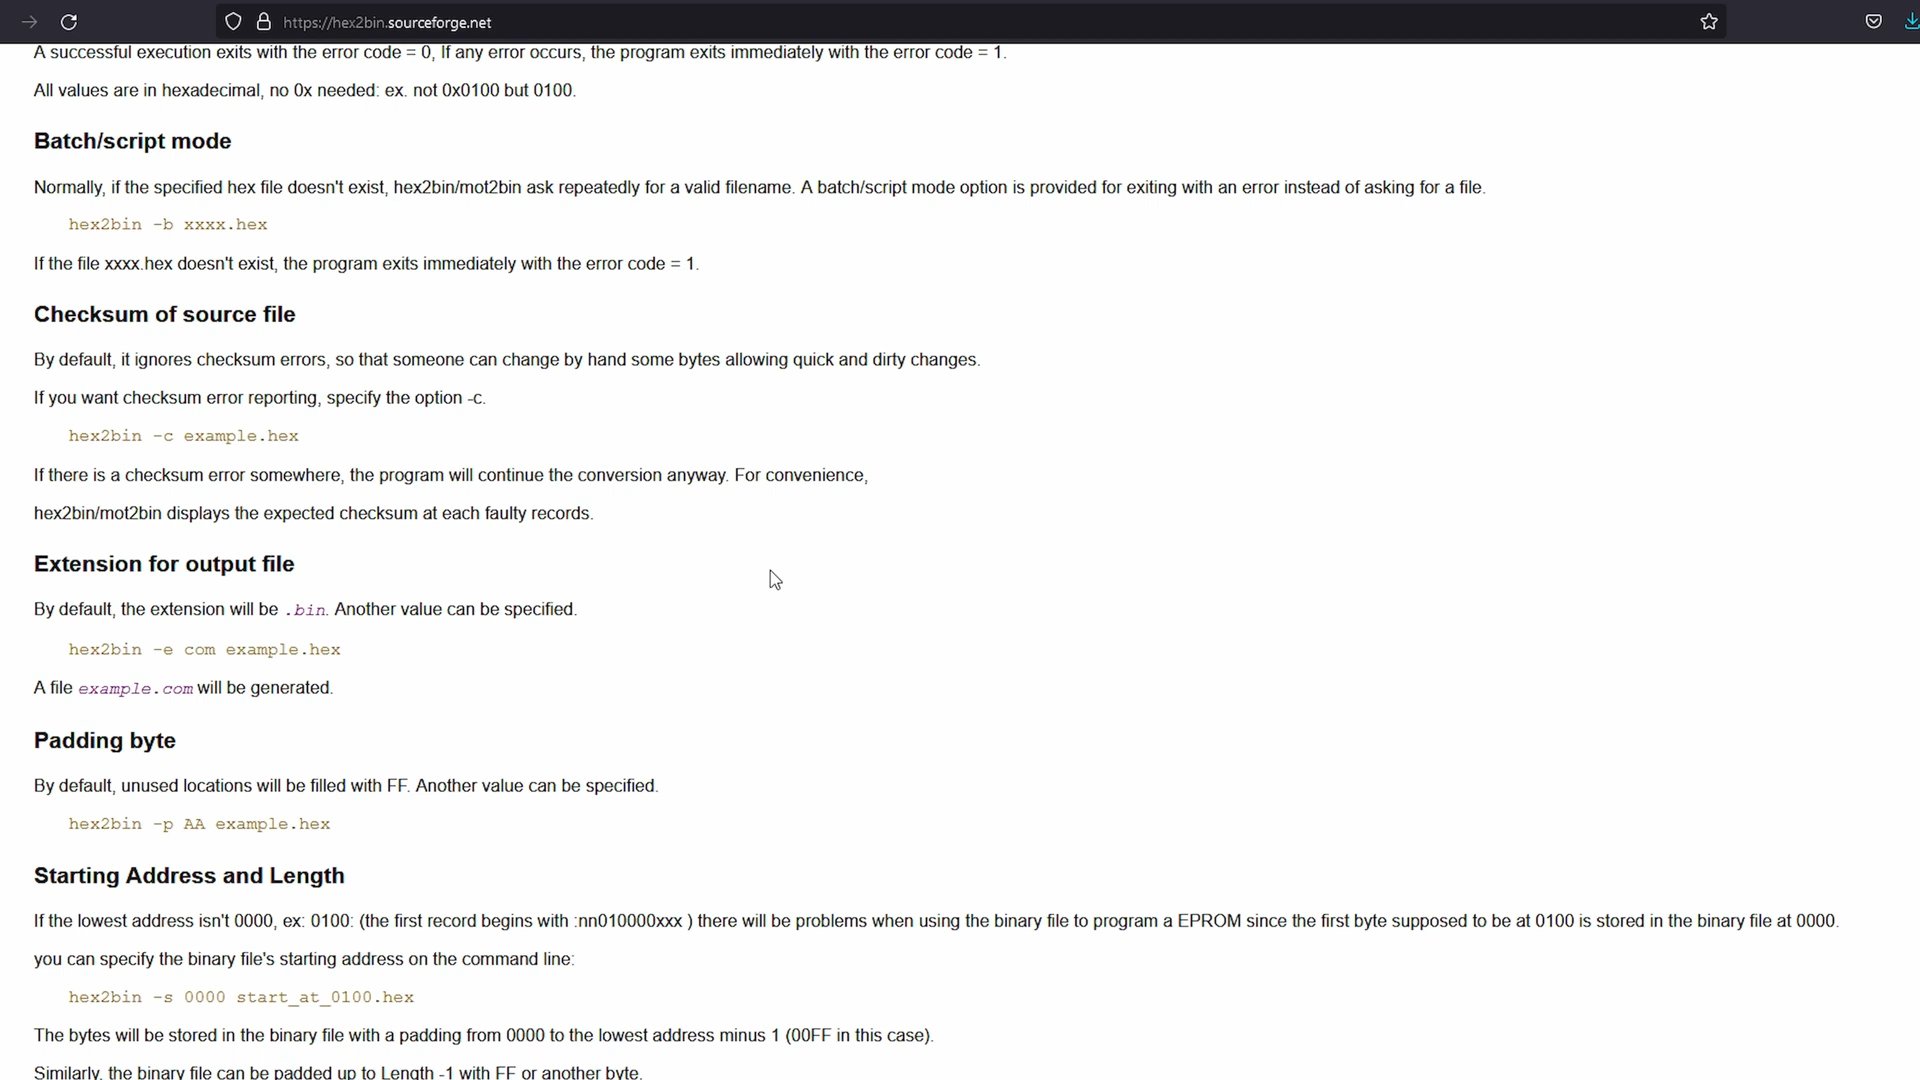 https://hex2bin.sourceforge.net
A successful execution exits with the error code = 0, If any error occurs, the program exits immediately with the error code = 1.
All values are in hexadecimal, no 0x needed: ex. not 0x0100 but 0100.
Batch/script mode
Normally, if the specified hex file doesn't exist, hex2bin/mot2bin ask repeatedly for a valid filename. A batch/script mode option is provided for exiting with an error instead of asking for a file.
hex2bin -b xxxx.hex
If the file xxxx.hex doesn't exist, the program exits immediately with the error code = 1.
Checksum of source file
By default, it ignores checksum errors, so that someone can change by hand some bytes allowing quick and dirty changes.
If you want checksum error reporting, specify the option -c.
hex2bin -c example.hex
If there is a checksum error somewhere, the program will continue the conversion anyway. For convenience,
hex2bin/mot2bin displays the expected checksum at each faulty records.
Extension for output file
By default, the extension will be .bin. Another value can be specified.
hex2bin -e com example.hex
A file example.com will be generated.
Padding byte
By default, unused locations will be filled with FF. Another value can be specified.
hex2bin -p AA example.hex
Starting Address and Length
If the lowest address isn't 0000, ex: 0100: (the first record begins with :nn010000xxx ) there will be problems when using the binary file to program a EPROM since the first byte supposed to be at 0100 is stored in the binary file at 0000.
you can specify the binary file's starting address on the command line:
hex2bin -s 0000 start_at_0100.hex
The bytes will be stored in the binary file with a padding from 0000 to the lowest address minus 1 (00FF in this case).
Similarly, the binary file can be padded up to Length -1 with FF or another byte.